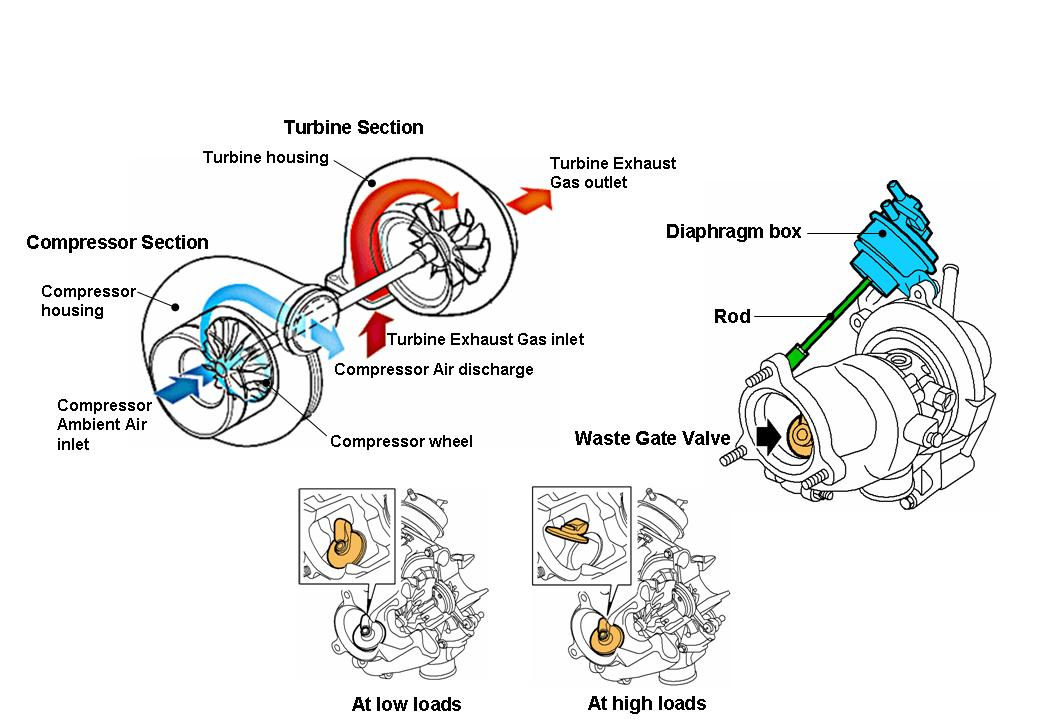 Turbine Section
Turbine housing
Turbine Exhaust
Gas outlet
Compressor Section
Compressor
housing
Turbine Exhaust Gas inlet
Compressor Air discharge
Compressor
Ambient Air
inlet
Compressor wheel
Diaphragm box
Rod
Waste Gate Valve
At low loads
At high loads